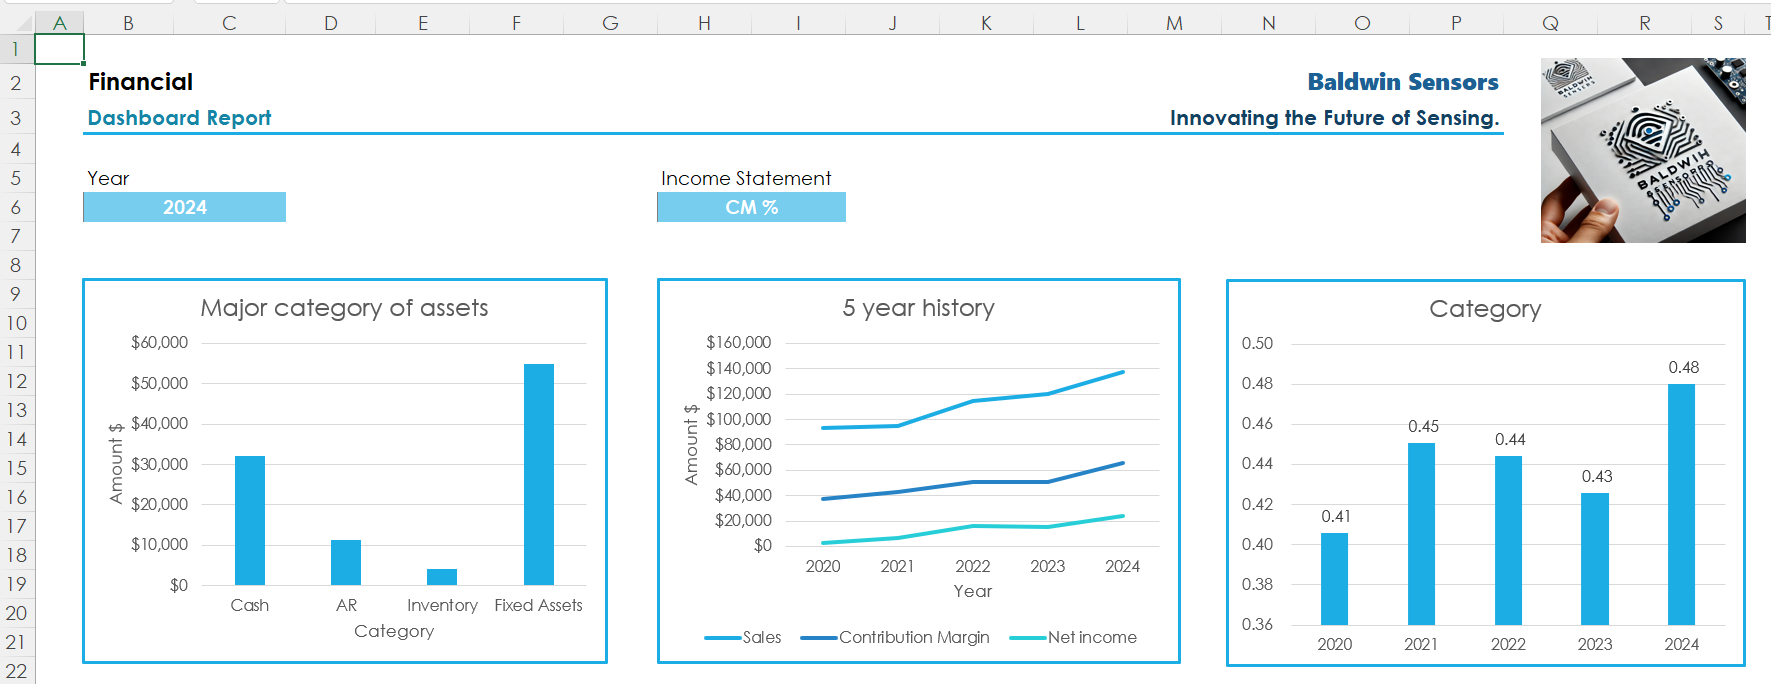 A B C D E F G H I J K L M N O P Q R S T
1
2
3
4
5
6
7
8
9
10
11
12
13
14
15
16
17
18
19
20
21
22
Financial
Dashboard Report
Baldwin Sensors
Innovating the Future of Sensing.
BALDWIN
SENSORS
BALDWIH
Year
2024
Income Statement
CM %
Major category of assets
$60,000
$50,000
$40,000
$30,000
$20,000
$10,000
$0
Amount $
Cash AR Inventory Fixed Assets
Category
5 year history
$160,000
$140,000
$120,000
$100,000
$80,000
$60,000
$40,000
$20,000
$0
Amount $
2020 2021 2022 2023 2024
Year
Sales Contribution Margin Net income
Category
0.50
0.48
0.46
0.44
0.42
0.40
0.38
0.36
0.41 0.45 0.44 0.43 0.48
2020 2021 2022 2023 2024